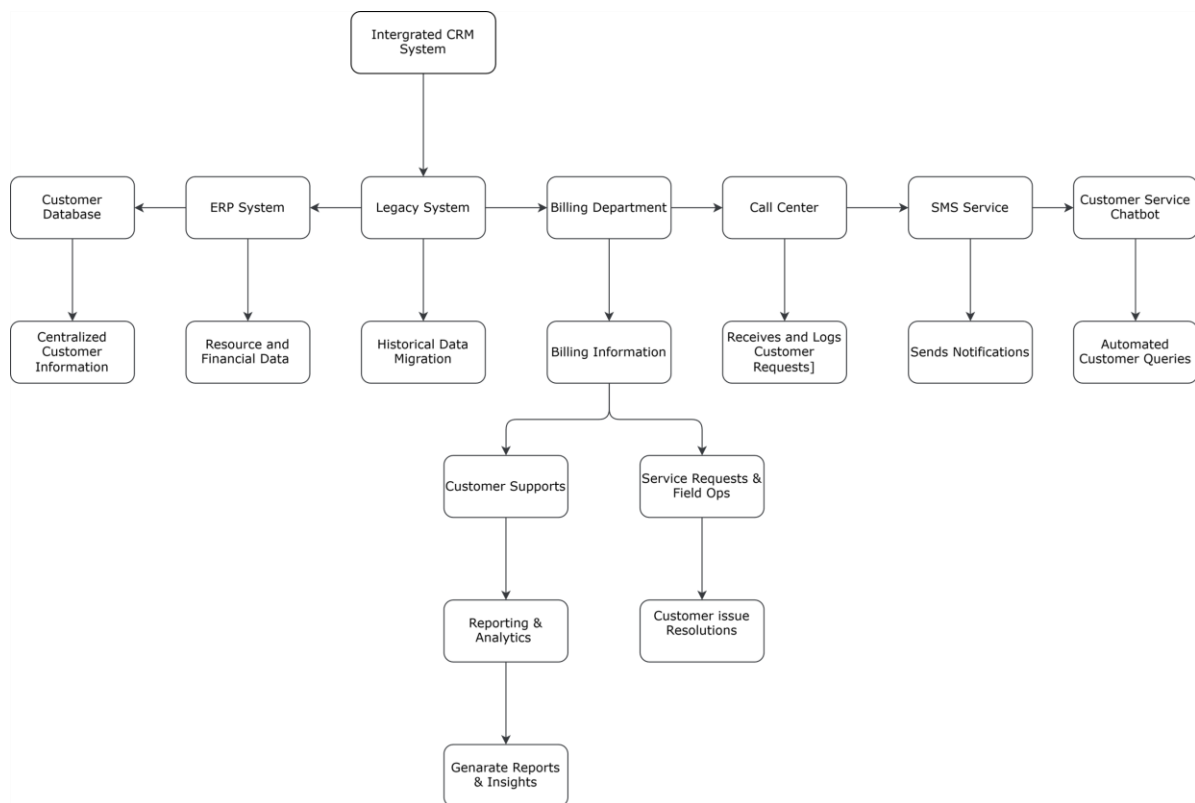 Intergrated CRM
System
Customer
Database
ERP System
Legacy System
Billing Department
Call Center
SMS Service
Customer Service
Chatbot
Centralized
Customer
Information
Resource and
Financial Data
Historical Data
Migration
Billing Information
Receives and Logs
Customer
Requests]
Sends Notifications
Automated
Customer Queries
Customer Supports
Service Requests &
Field Ops
Reporting &
Analytics
Customer issue
Resolutions
Genarate Reports
& Insights